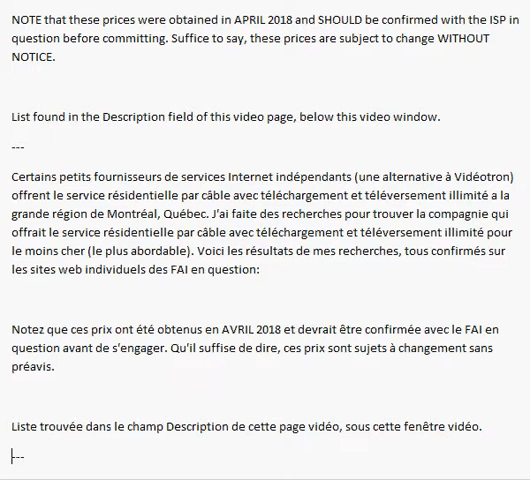 NOTE that these prices were obtained in APRIL 2018 and SHOULD be confirmed with the ISP in
question before committing. Suffice to say, these prices are subject to change WITHOUT
NOTICE.
List found in the Description field of this video page, below this video window.
---
Certains petits fournisseurs de services Internet indépendants (une alternative à Vidéotron)
offrent le service résidentielle par câble avec téléchargement et téléversement illimité a la
grande région de Montréal, Québec. J'ai faite des recherches pour trouver la compagnie qui
offrait le service résidentielle par câble avec téléchargement et téléversement illimité pour
le moins cher (le plus abordable). Voici les résultats de mes recherches, tous confirmés sur
les sites web individuels des FAI en question:
Notez que ces prix ont été obtenus en AVRIL 2018 et devrait être confirmée avec le FAI en
question avant de s'engager. Qu'il suffise de dire, ces prix sont sujets à changement sans
préavis.
Liste trouvée dans le champ Description de cette page vidéo, sous cette fenêtre vidéo.
---